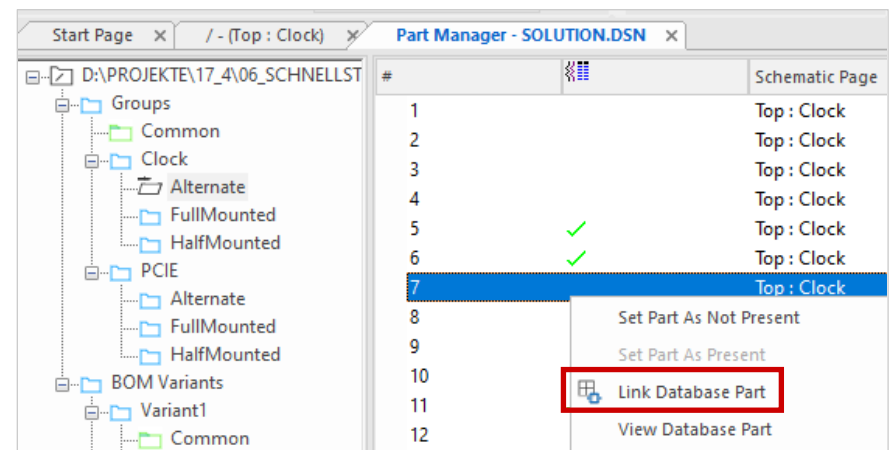 Start Page
/ - (Top : Clock)
Part Manager - SOLUTION.DSN
D:\PROJEKTE\17_4\06_SCHNELLST
Groups
Common
Clock
Alternate
FullMounted
HalfMounted
PCIE
Alternate
FullMounted
HalfMounted
BOM Variants
Variant1
Common
# Schematic Page
1 Top : Clock
2 Top : Clock
3 Top : Clock
4 Top : Clock
5 Top : Clock
6 Top : Clock
7 Top : Clock
8
9
10
11
12
Set Part As Not Present
Set Part As Present
Link Database Part
View Database Part